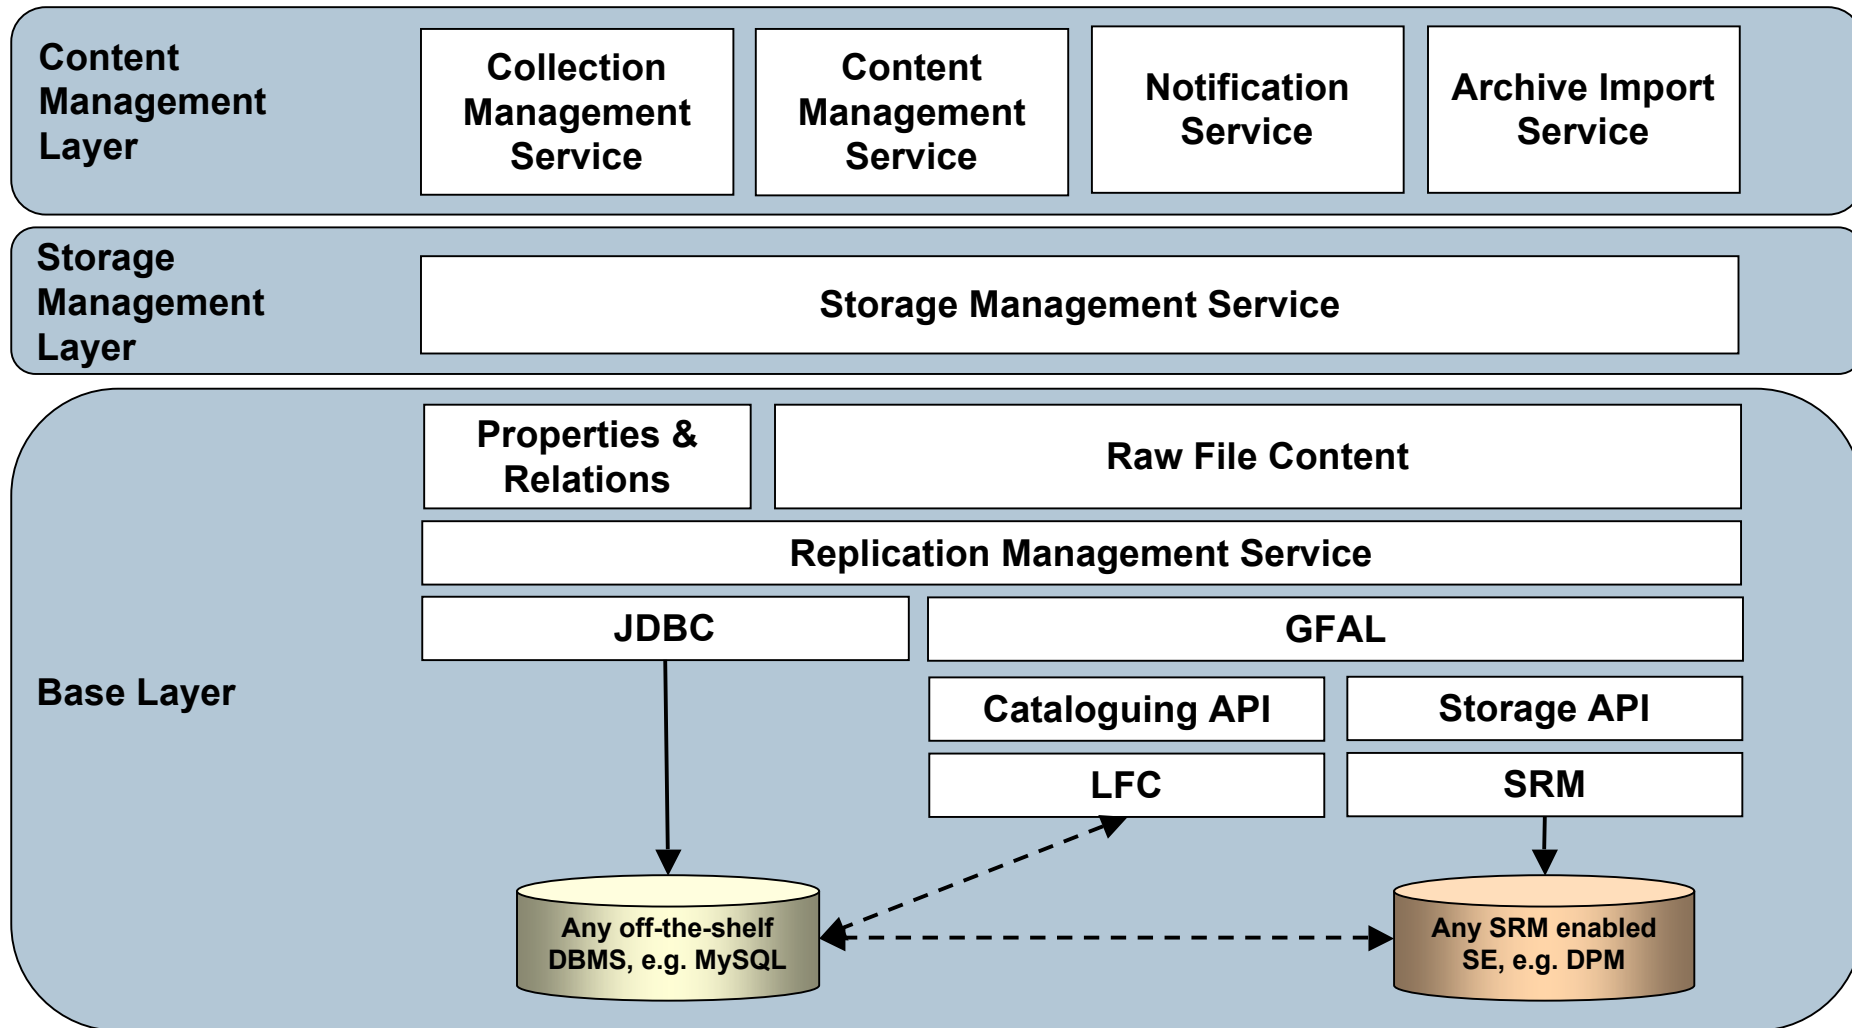 Content
Management
Layer
Collection
Management
Service
Content
Management
Service
Notification
Service
Archive Import
Service
Storage
Management
Layer
Storage Management Service
Base Layer
Properties &
Relations
Raw File Content
Replication Management Service
JDBC
GFAL
Cataloguing API
Storage API
LFC
SRM
Any off-the-shelf
DBMS, e.g. MySQL
Any SRM enabled
SE, e.g. DPM